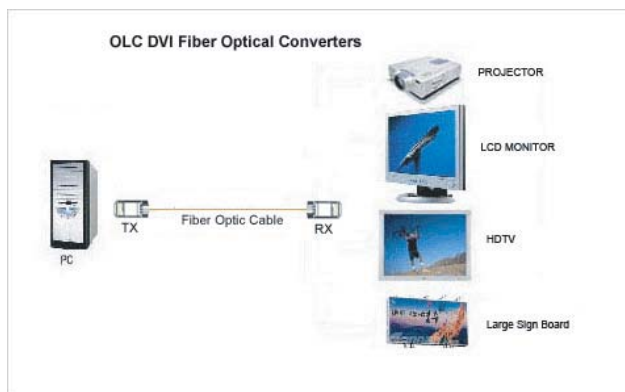 OLC DVI Fiber Optical Converters
PROJECTOR
LCD MONITOR
TX
Fiber Optic Cable
RX
HDTV
PC
Large Sign Board